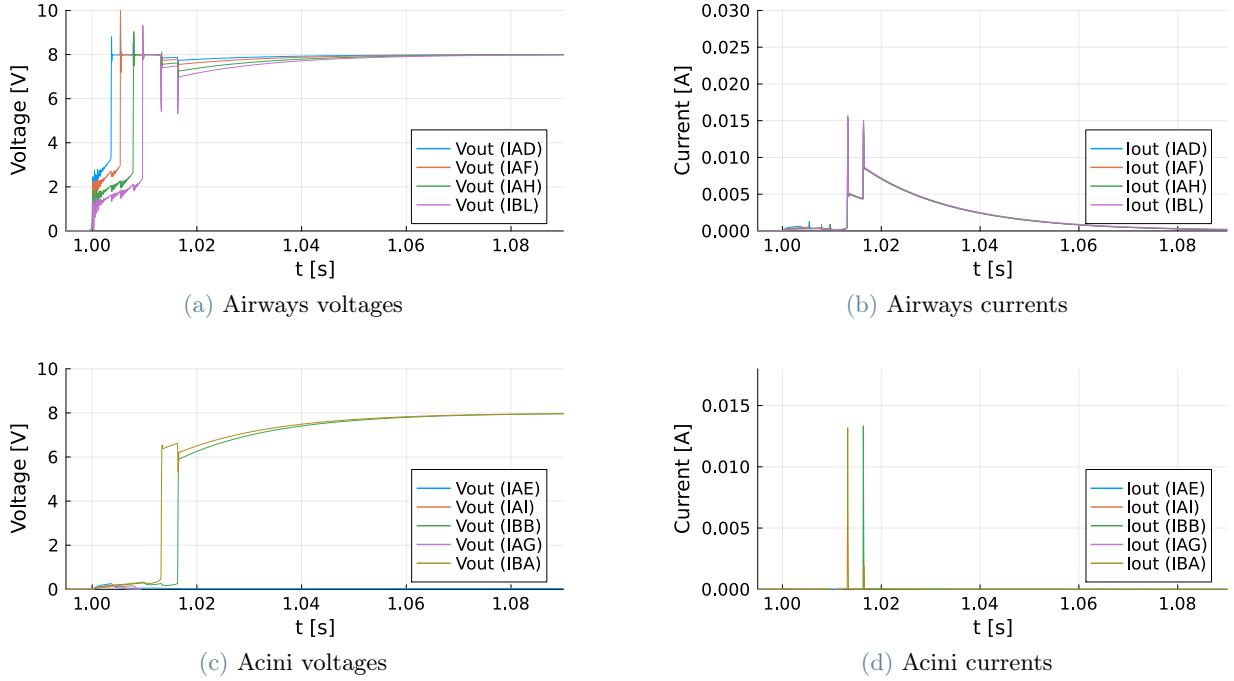 Voltage [V]
10
8
6
4
2
0
1.00 1.02 1.04 1.06 1.08
t [s]
Vout (IAD)
Vout (IAF)
Vout (IAH)
Vout (IBL)
(a) Airways voltages
Current [A]
0.030
0.025
0.020
0.015
0.010
0.005
0.000
1.00 1.02 1.04 1.06 1.08
t [s]
Iout (IAD)
Iout (IAF)
Iout (IAH)
Iout (IBL)
(b) Airways currents
Voltage [V]
10
8
6
4
2
0
1.00 1.02 1.04 1.06 1.08
t [s]
Vout (IAE)
Vout (IAI)
Vout (IBB)
Vout (IAG)
Vout (IBA)
(c) Acini voltages
Current [A]
0.015
0.010
0.005
0.000
1.00 1.02 1.04 1.06 1.08
t [s]
Iout (IAE)
Iout (IAI)
Iout (IBB)
Iout (IAG)
Iout (IBA)
(d) Acini currents